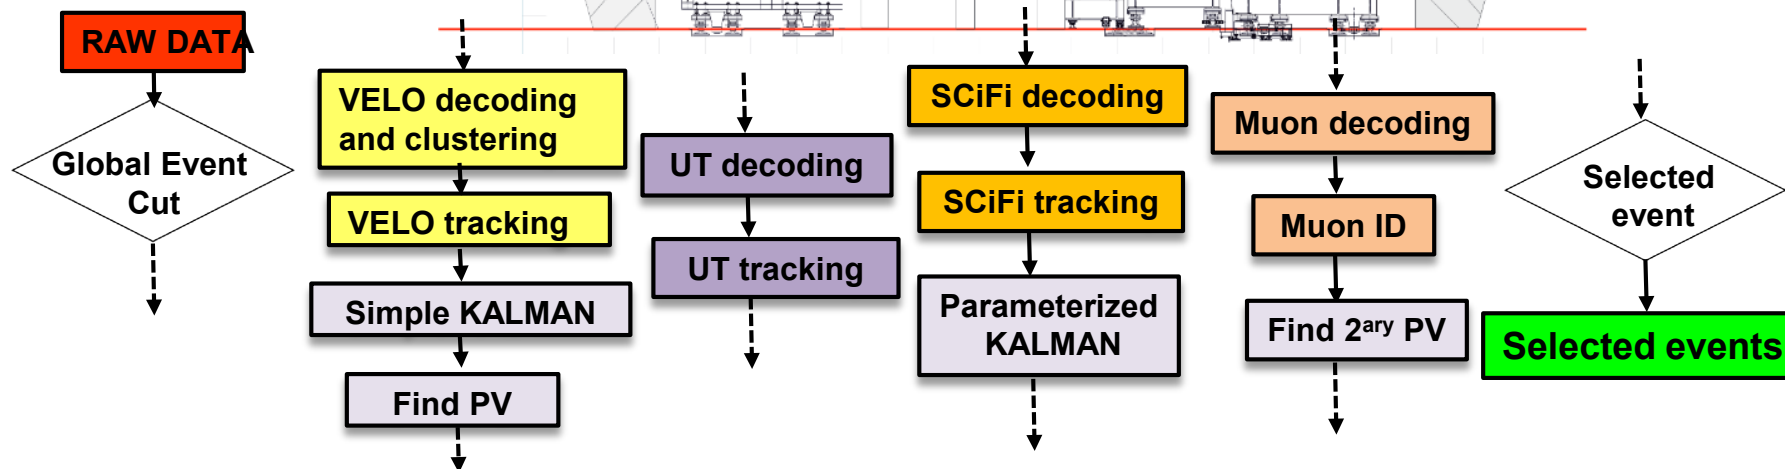 RAW DATA
Global Event
Cut
VELO decoding
and clustering
VELO tracking
Simple KALMAN
Find PV
UT decoding
UT tracking
SCiFi decoding
SCiFi tracking
Parameterized
KALMAN
Muon decoding
Muon ID
Find 2ary PV
Selected
event
Selected events